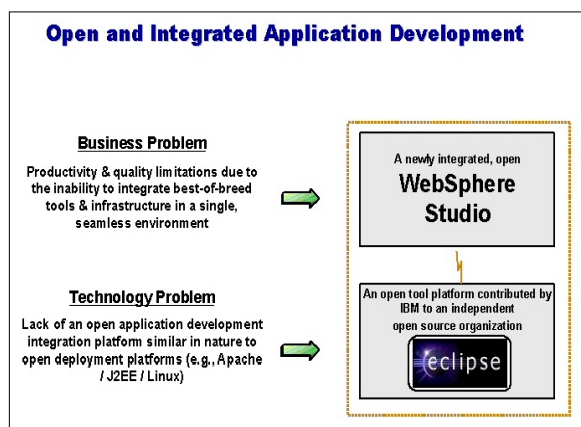 Open and Integrated Application Development
Business Problem
Productivity & quality limitations due to
the inability to integrate best-of-breed
tools & infrastructure in a single,
seamless environment
A newly integrated, open
WebSphere
Studio
Technology Problem
Lack of an open application development
integration platform similar in nature to
open deployment platforms (e.g., Apache
/ J2EE / Linux)
An open tool platform contributed by
IBM to an independent
open source organization
eclipse